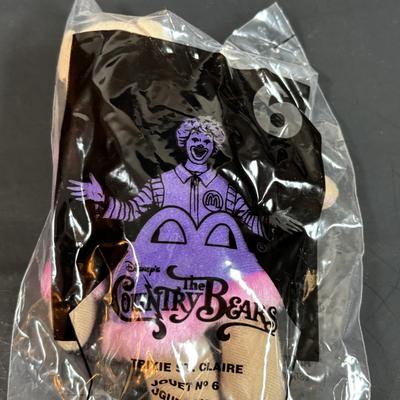 6
Disney's
The
Country Bears
TRIXIE ST. CLAIRE
JOUET Nº 6